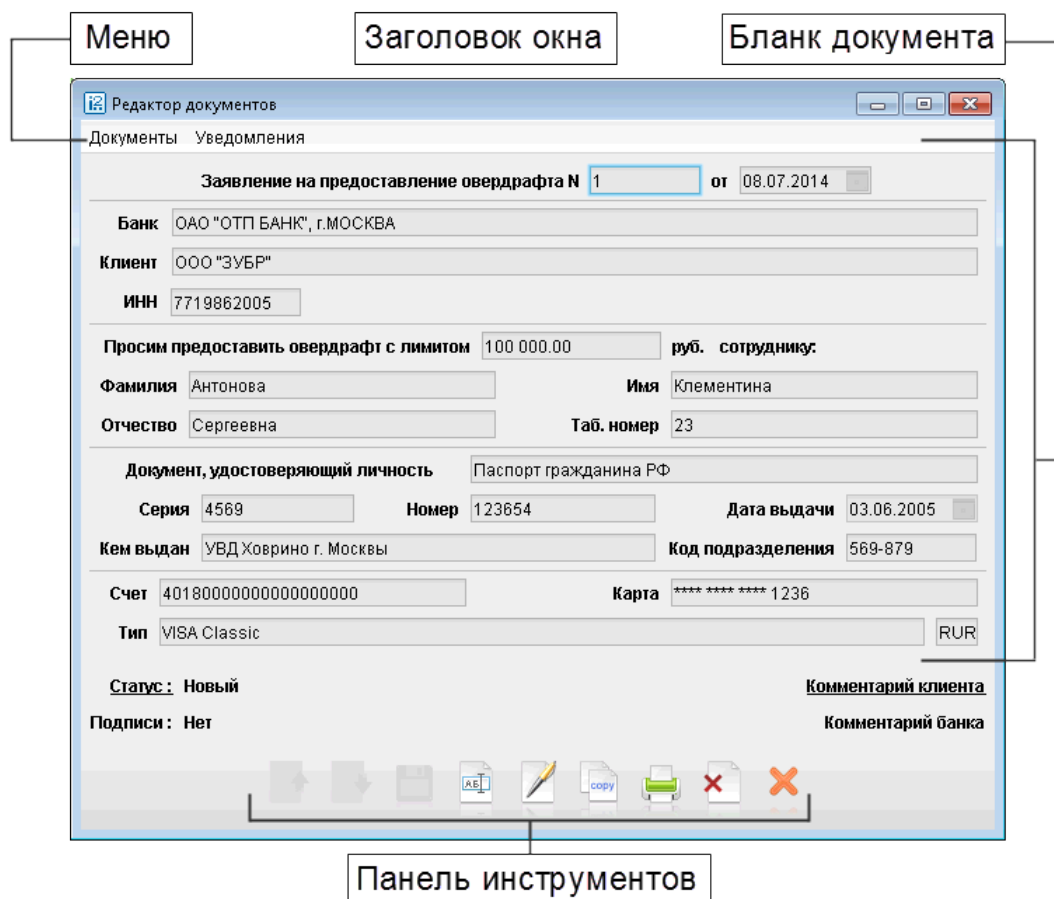 Меню Заголовок окна Бланк документа
Редактор документов
Документы Уведомления
Заявление на предоставление овердрафта N 1 от 08.07.2014
Банк ОАО "ОТП БАНК", г.МОСКВА
Клиент ООО "ЗУБР"
ИНН 7719862005
Просим предоставить овердрафт с лимитом 100 000.00 руб. сотруднику:
Фамилия Антонова Имя Клементина
Отчество Сергеевна Таб. номер 23
Документ, удостоверяющий личность Паспорт гражданина РФ
Серия 4569 Номер 123654 Дата выдачи 03.06.2005
Кем выдан УВД Ховрино г. Москвы Код подразделения 569-879
Счет 40180000000000000000 Карта **** **** **** 1236
Тип VISA Classic RUR
Статус : Новый Комментарий клиента
Подписи : Нет Комментарий банка
АБ copy
Панель инструментов